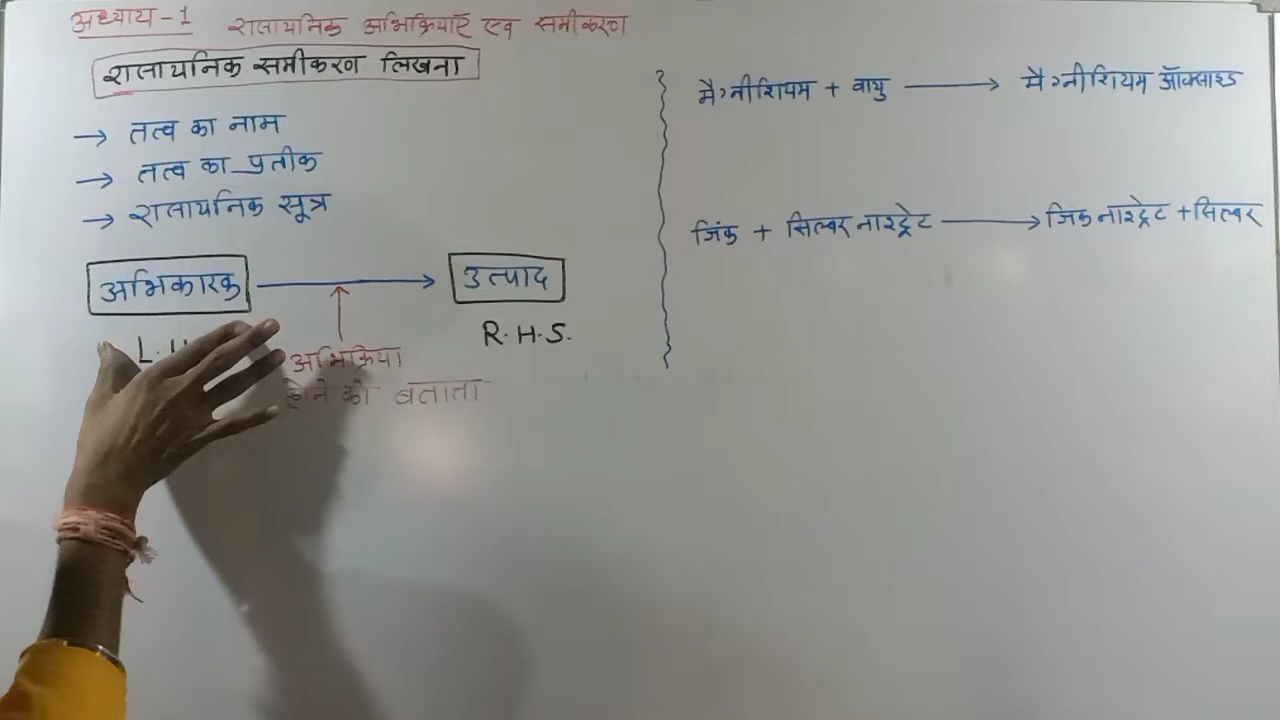 अध्याय - 1 रासायनिक अभिक्रियाएँ एवं समीकरण
रासायनिक समीकरण लिखना
→ तत्व का नाम
→ तत्व का प्रतीक
→ रासायनिक सूत्र
अभिकारक → उत्पाद
R.H.S.
अभिक्रिया
होने को बताता
मैग्नीशियम + वायु → मैग्नीशियम ऑक्साइड
जिंक + सिल्वर नाइट्रेट → जिंक नाइट्रेट + सिल्वर